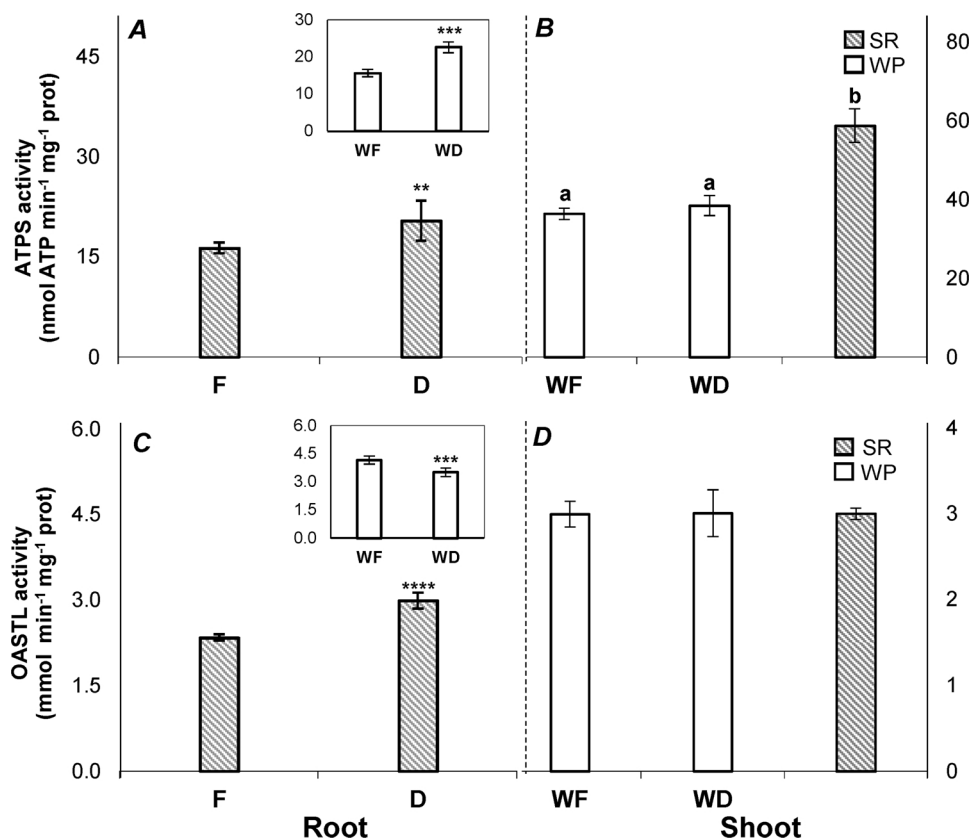 A
30
20
10
0
***
WF
WD
B
SR
WP
80
60
40
20
0
45
30
15
0
ATPS activity
(nmol ATP min⁻¹ mg⁻¹ prot)
**
a
a
b
F
D
WF
WD
C
6.0
4.5
3.0
1.5
0.0
***
WF
WD
D
SR
WP
4
3
2
1
0
6.0
4.5
3.0
1.5
0.0
OASTL activity
(mmol min⁻¹ mg⁻¹ prot)
****
F
D
WF
WD
Root
Shoot